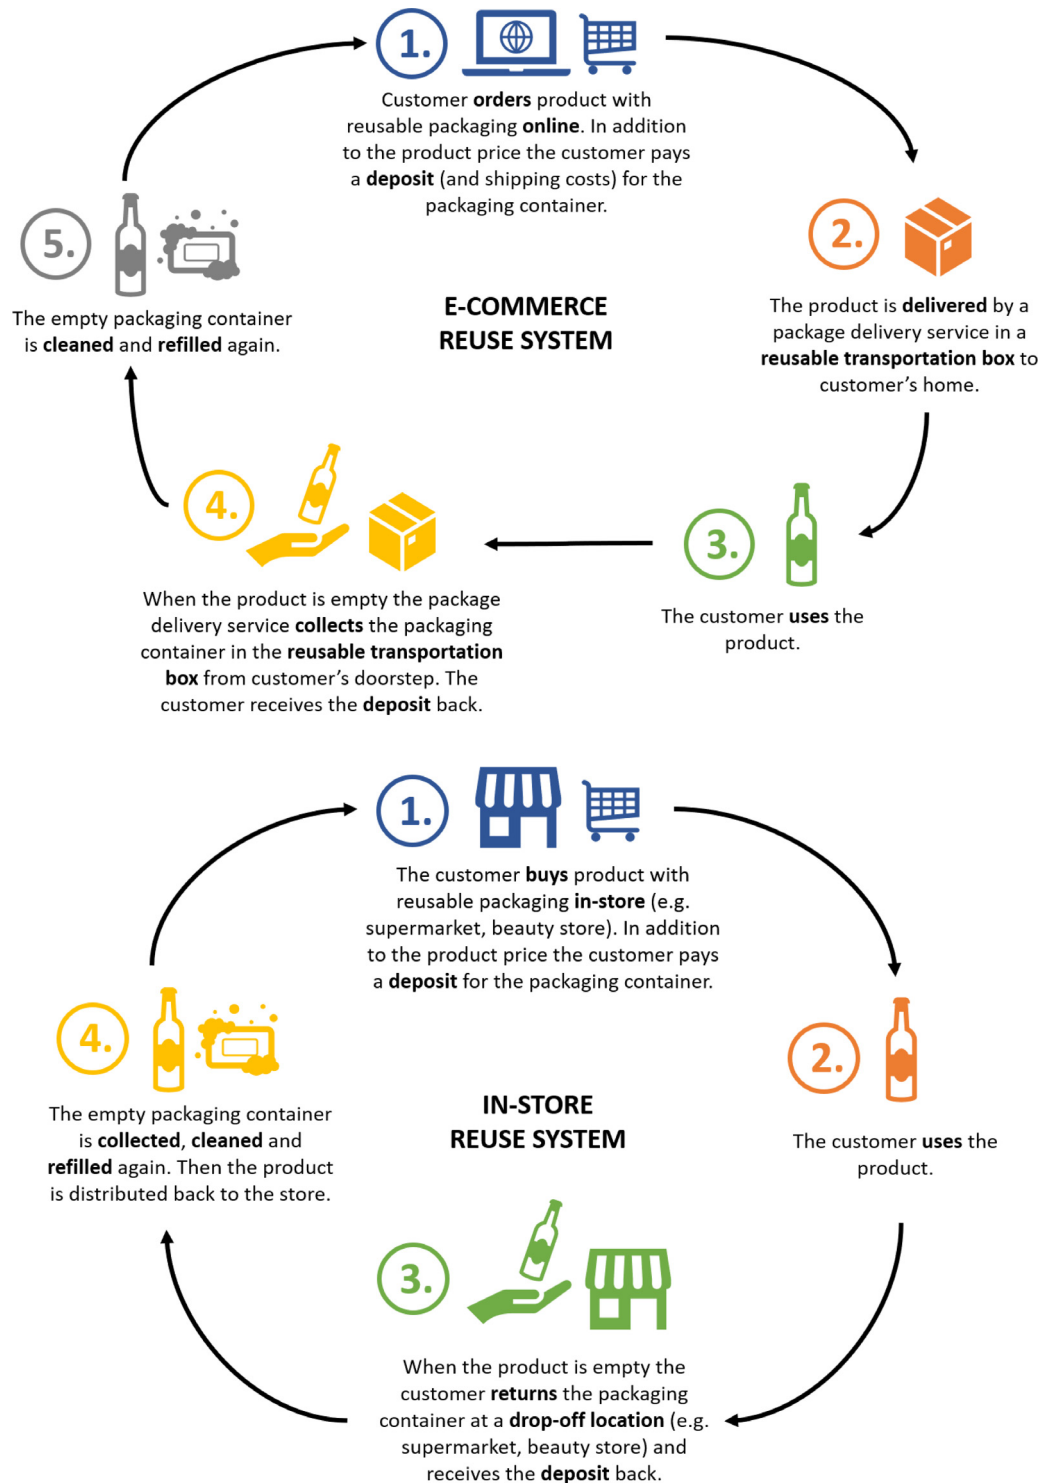 1.
Customer orders product with
reusable packaging online. In addition
to the product price the customer pays
a deposit (and shipping costs) for the
packaging container.
2.
The product is delivered by a
package delivery service in a
reusable transportation box to
customer's home.
5.
The empty packaging container
is cleaned and refilled again.
E-COMMERCE
REUSE SYSTEM
4.
When the product is empty the package
delivery service collects the packaging
container in the reusable transportation
box from customer's doorstep. The
customer receives the deposit back.
3.
The customer uses the
product.
1.
The customer buys product with
reusable packaging in-store (e.g.
supermarket, beauty store). In addition
to the product price the customer pays
a deposit for the packaging container.
4.
The empty packaging container
is collected, cleaned and
refilled again. Then the product
is distributed back to the store.
IN-STORE
REUSE SYSTEM
2.
The customer uses the
product.
3.
When the product is empty the
customer returns the packaging
container at a drop-off location (e.g.
supermarket, beauty store) and
receives the deposit back.